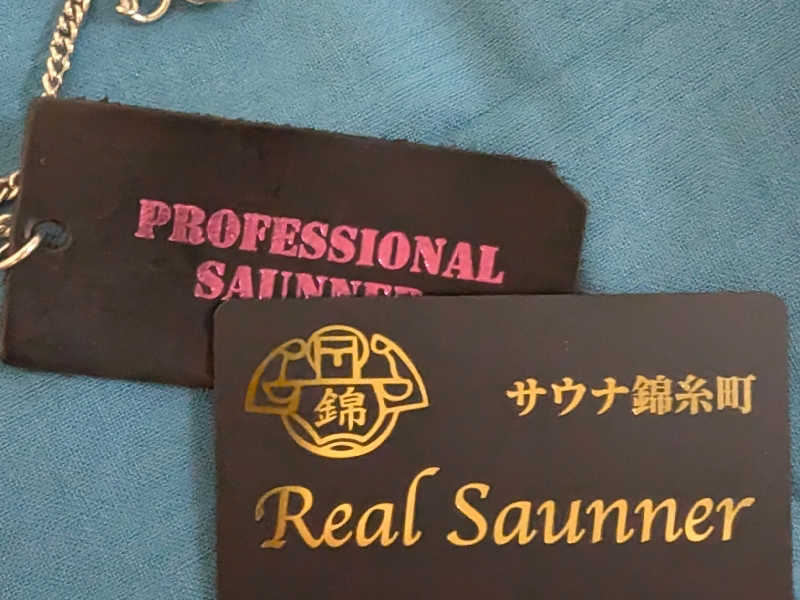 PROFESSIONAL
SAUNNER
錦
サウナ錦糸町
Real Saunner